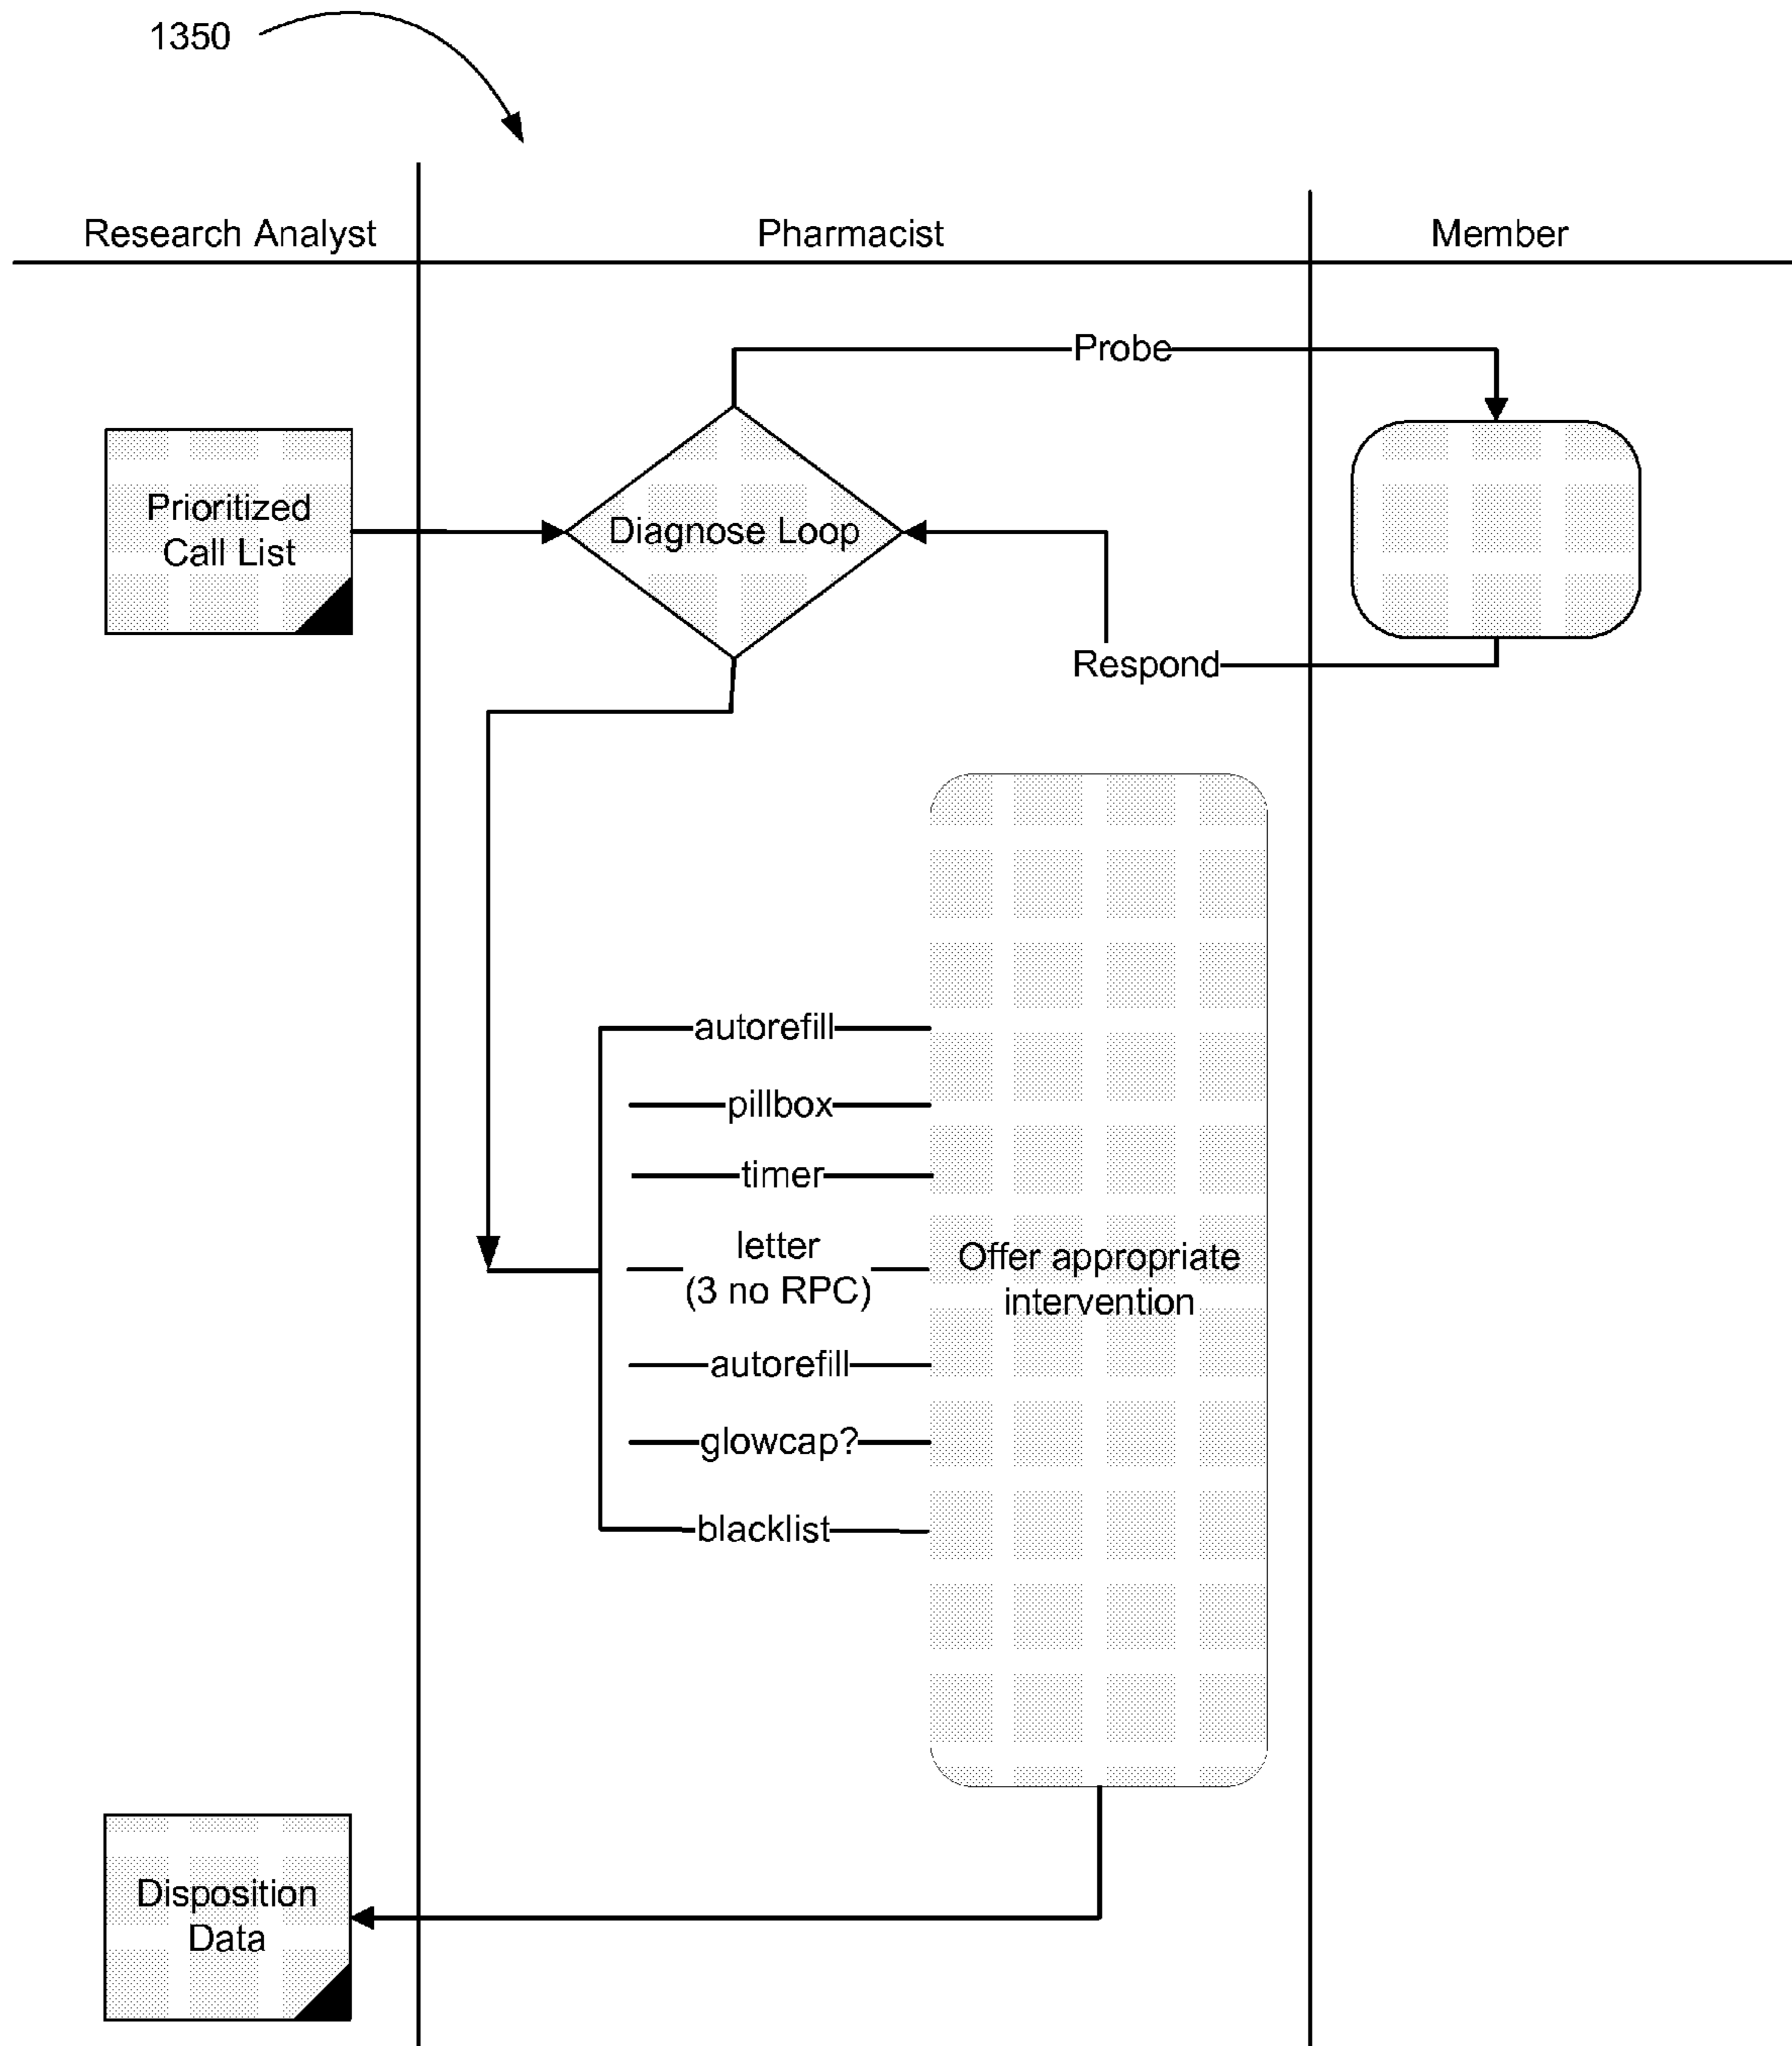 1350
Research Analyst
Pharmacist
Member
Probe
Prioritized
Call List
Diagnose Loop
Respond
autorefill
pillbox
timer
letter
(3 no RPC)
Offer appropriate
intervention
autorefill
glowcap?
blacklist
Disposition
Data